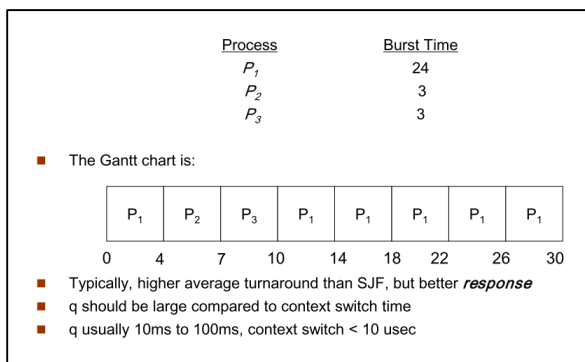 Process Burst Time
P1 24
P2 3
P3 3
The Gantt chart is:
P1 P2 P3 P1 P1 P1 P1 P1
0 4 7 10 14 18 22 26 30
Typically, higher average turnaround than SJF, but better response
q should be large compared to context switch time
q usually 10ms to 100ms, context switch < 10 usec